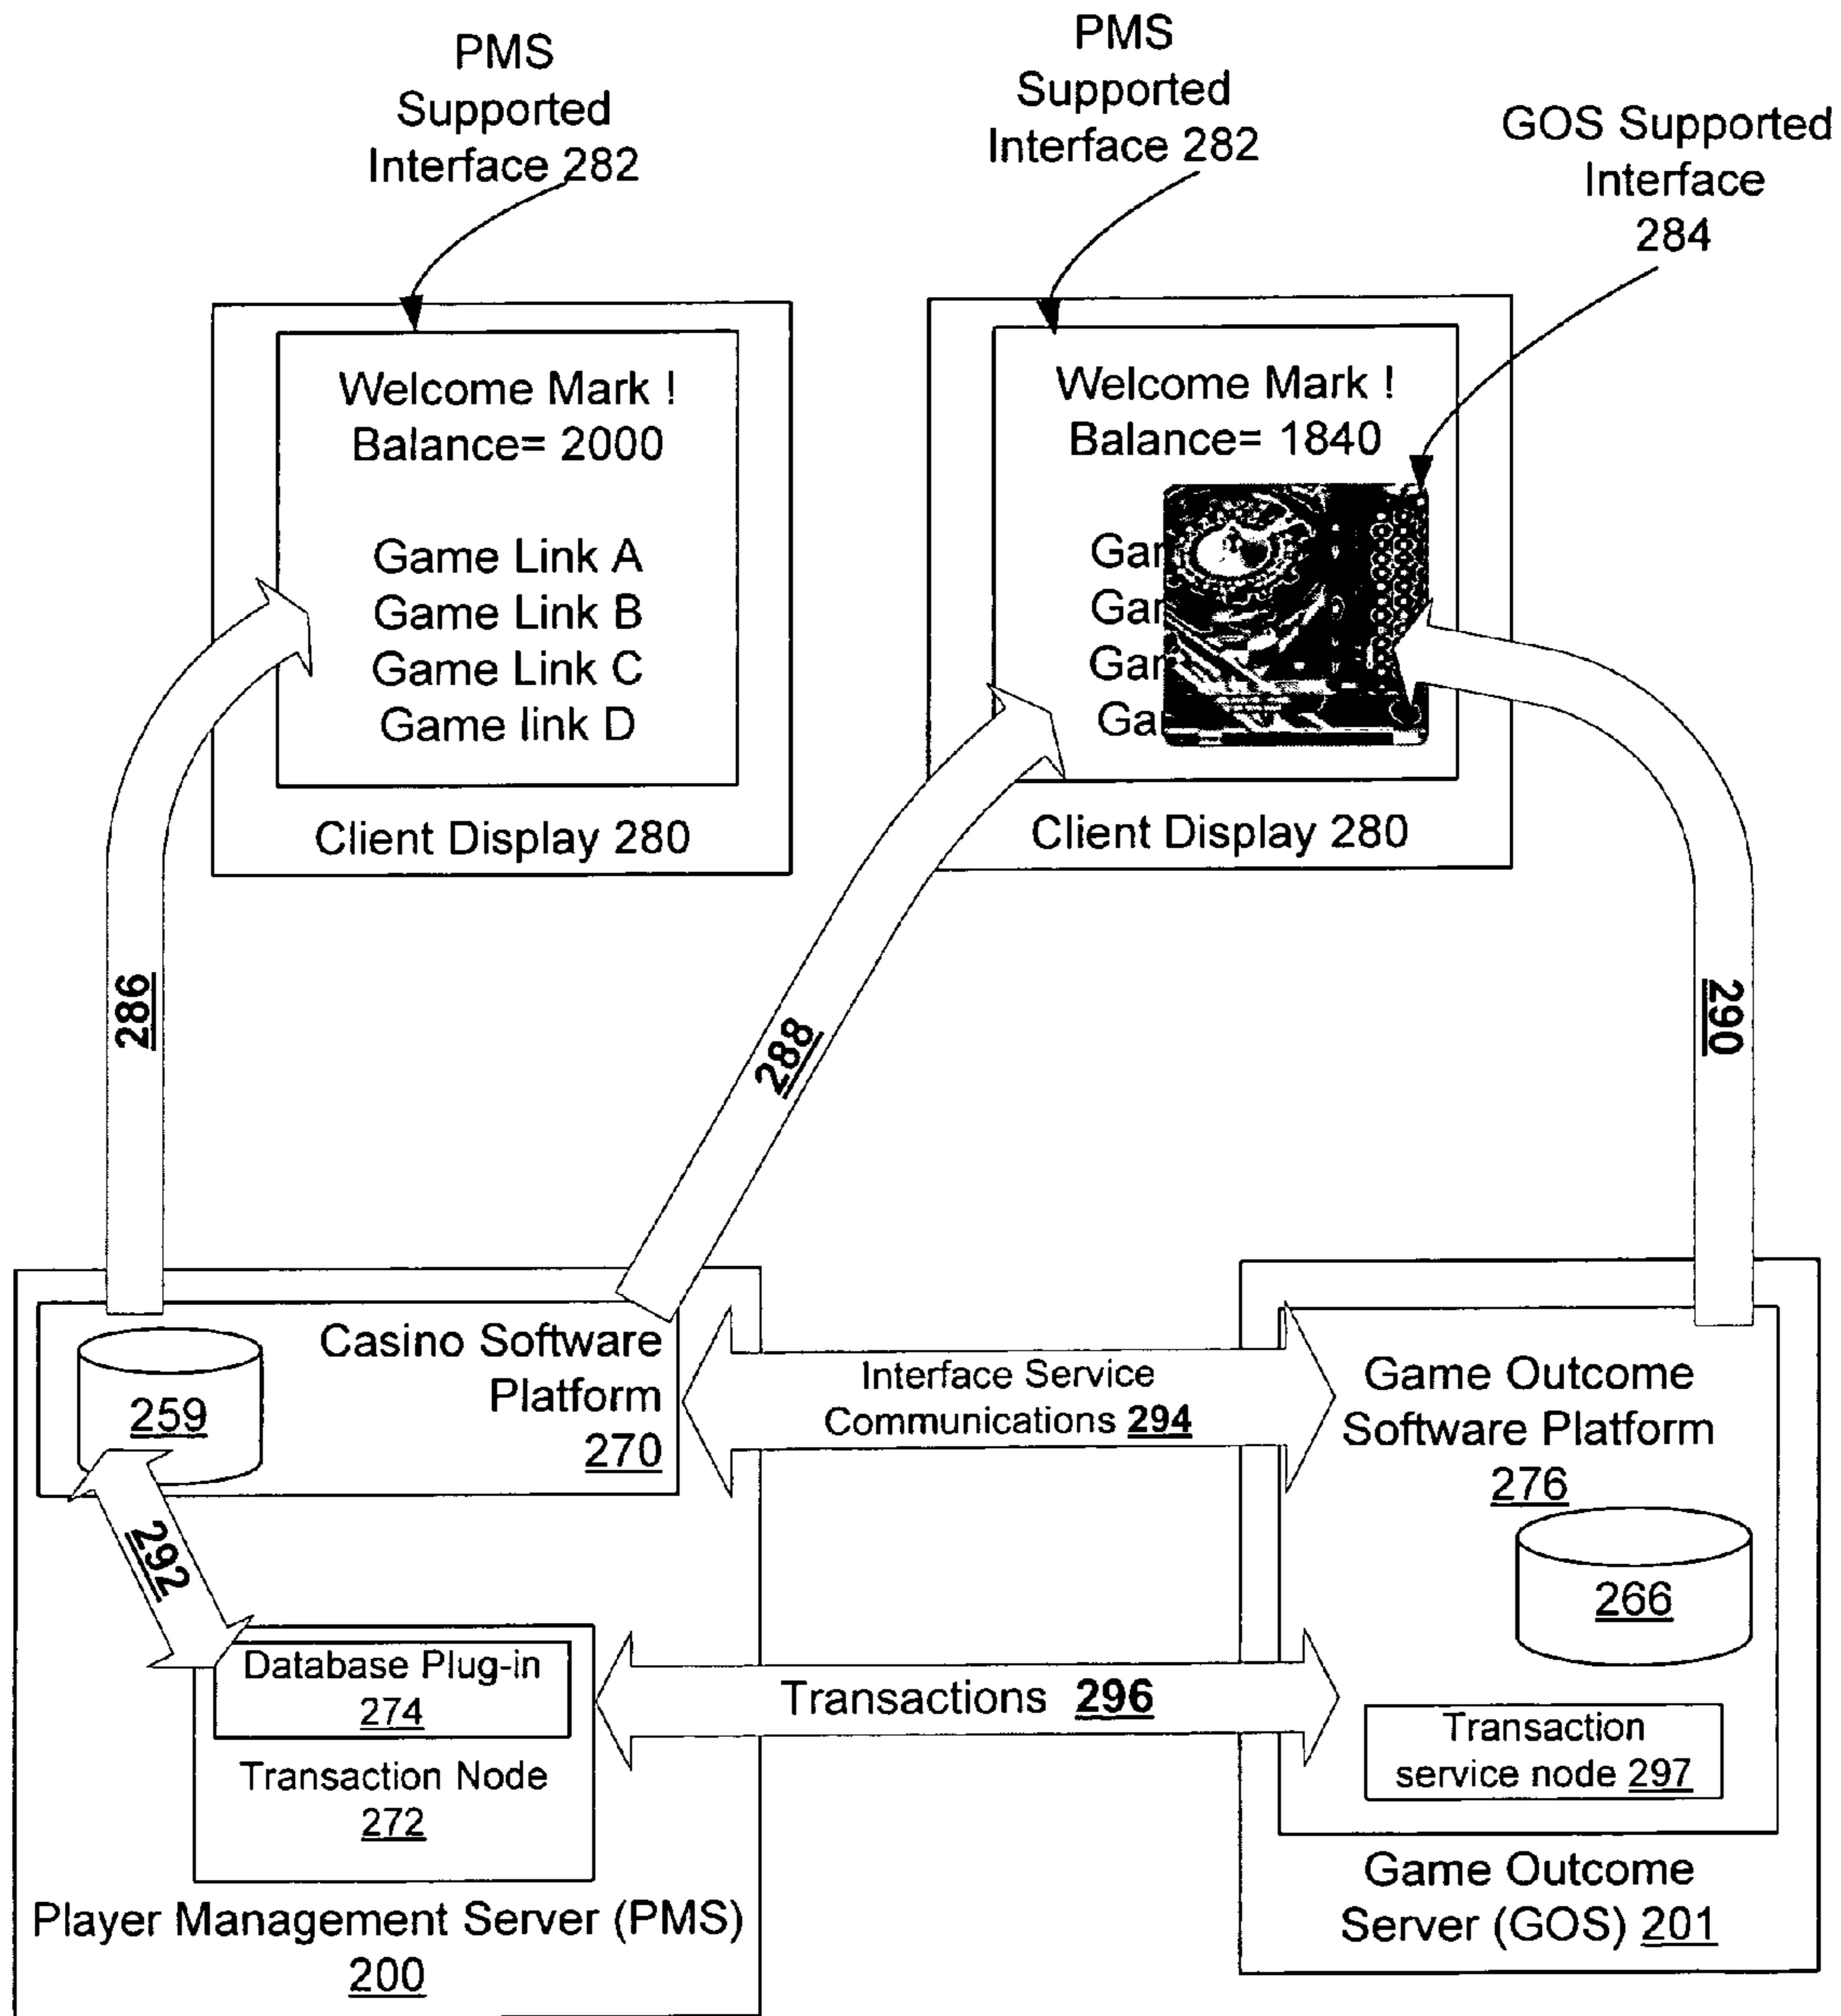 PMS
Supported
Interface 282
PMS
Supported
Interface 282
GOS Supported
Interface
284
Welcome Mark !
Balance= 2000
Game Link A
Game Link B
Game Link C
Game link D
Client Display 280
Welcome Mark !
Balance= 1840
Gar
Gar
Gar
Ga
Client Display 280
286
288
290
259
Casino Software
Platform
270
Interface Service
Communications 294
Game Outcome
Software Platform
276
266
292
Database Plug-in
274
Transaction Node
272
Transactions 296
Transaction
service node 297
Player Management Server (PMS)
200
Game Outcome
Server (GOS) 201